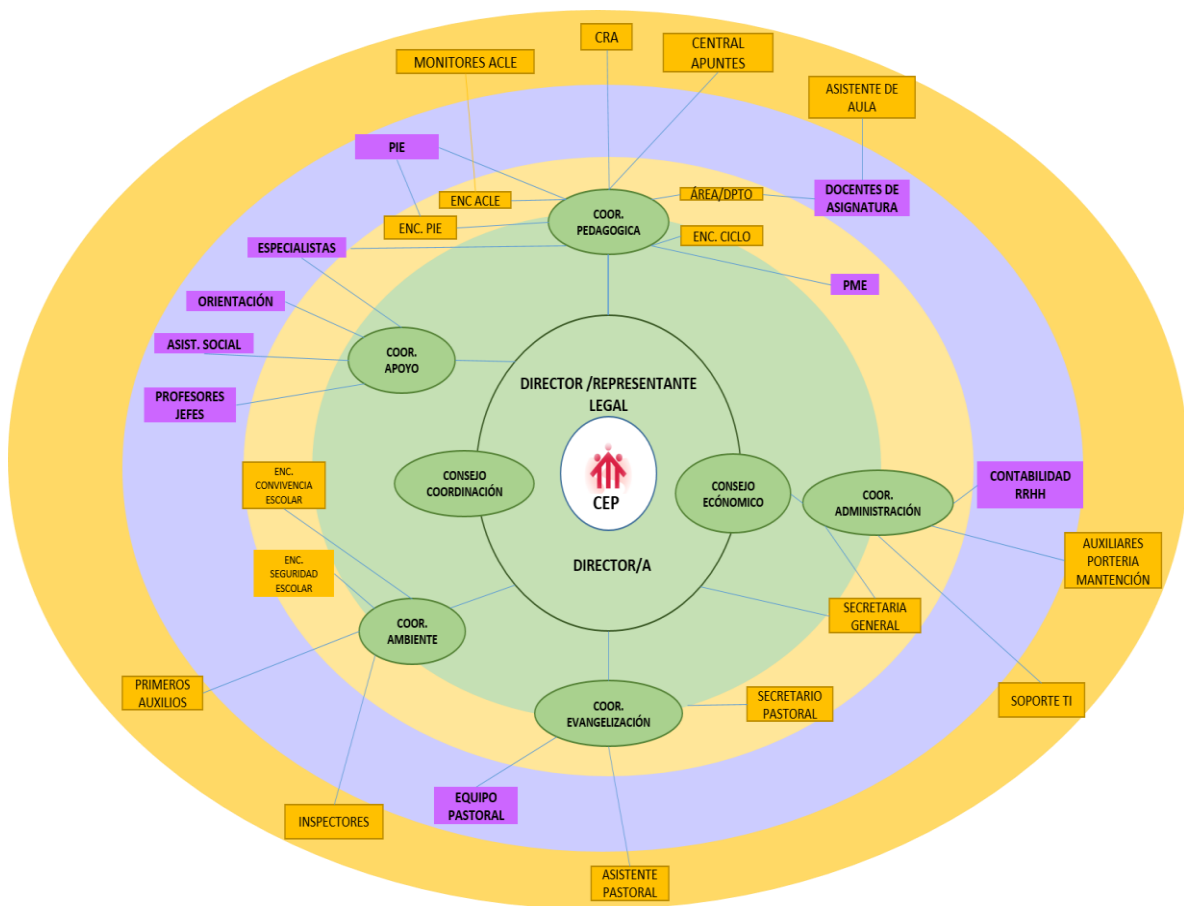 CRA
CENTRAL
APUNTES
MONITORES ACLE
ASISTENTE DE
AULA
PIE
ENC ACLE
ÁREA/DPTO
DOCENTES DE
ASIGNATURA
COOR.
PEDAGOGICA
ENC. PIE
ENC. CICLO
ESPECIALISTAS
PME
ORIENTACIÓN
ASIST. SOCIAL
COOR.
APOYO
PROFESORES
JEFES
DIRECTOR /REPRESENTANTE
LEGAL
CEP
CONSEJO
COORDINACIÓN
CONSEJO
ECÓNOMICO
COOR.
ADMINISTRACIÓN
CONTABILIDAD
RRHH
ENC.
CONVIVENCIA
ESCOLAR
ENC.
SEGURIDAD
ESCOLAR
DIRECTOR/A
AUXILIARES
PORTERIA
MANTENCIÓN
COOR.
AMBIENTE
SECRETARIA
GENERAL
PRIMEROS
AUXILIOS
COOR.
EVANGELIZACIÓN
SECRETARIO
PASTORAL
SOPORTE TI
EQUIPO
PASTORAL
INSPECTORES
ASISTENTE
PASTORAL